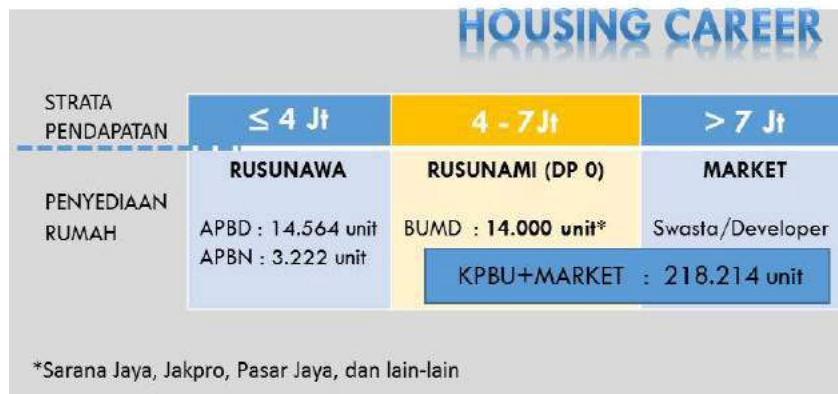 HOUSING CAREER
STRATA
PENDAPATAN
≤ 4 Jt
4 - 7Jt
> 7 Jt
PENYEDIAAN
RUMAH
RUSUNAWA
APBD : 14.564 unit
APBN : 3.222 unit
RUSUNAMI (DP 0)
BUMD : 14.000 unit*
MARKET
Swasta/Developer
KPBU+MARKET : 218.214 unit
*Sarana Jaya, Jakpro, Pasar Jaya, dan lain-lain